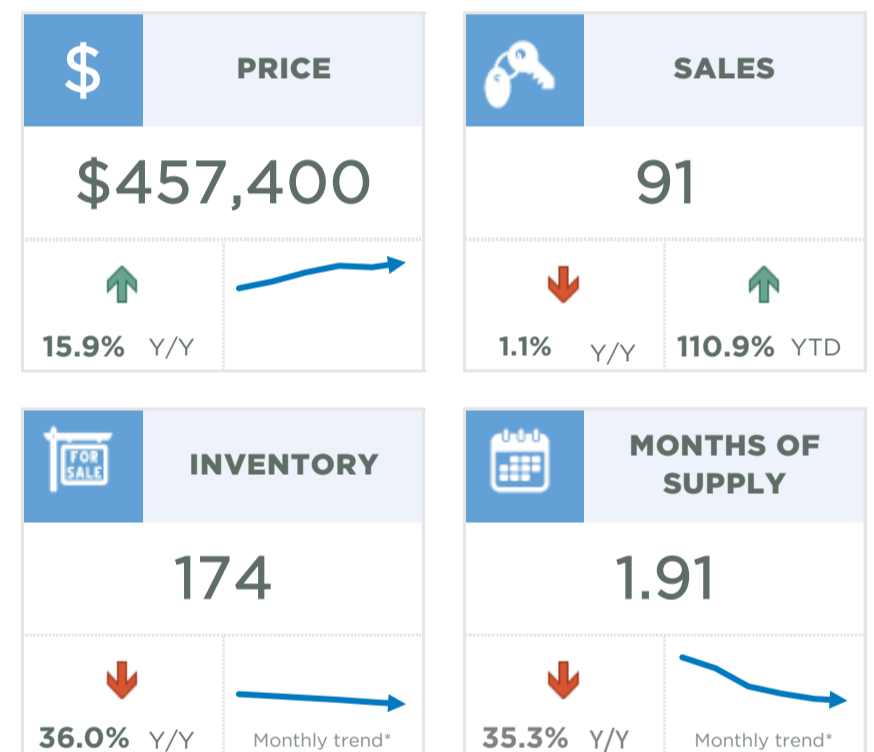 $
PRICE
$457,400
15.9% Y/Y
SALES
91
1.1% Y/Y
110.9% YTD
FOR
SALE
INVENTORY
174
36.0% Y/Y
Monthly trend*
MONTHS OF
SUPPLY
1.91
35.3% Y/Y
Monthly trend*